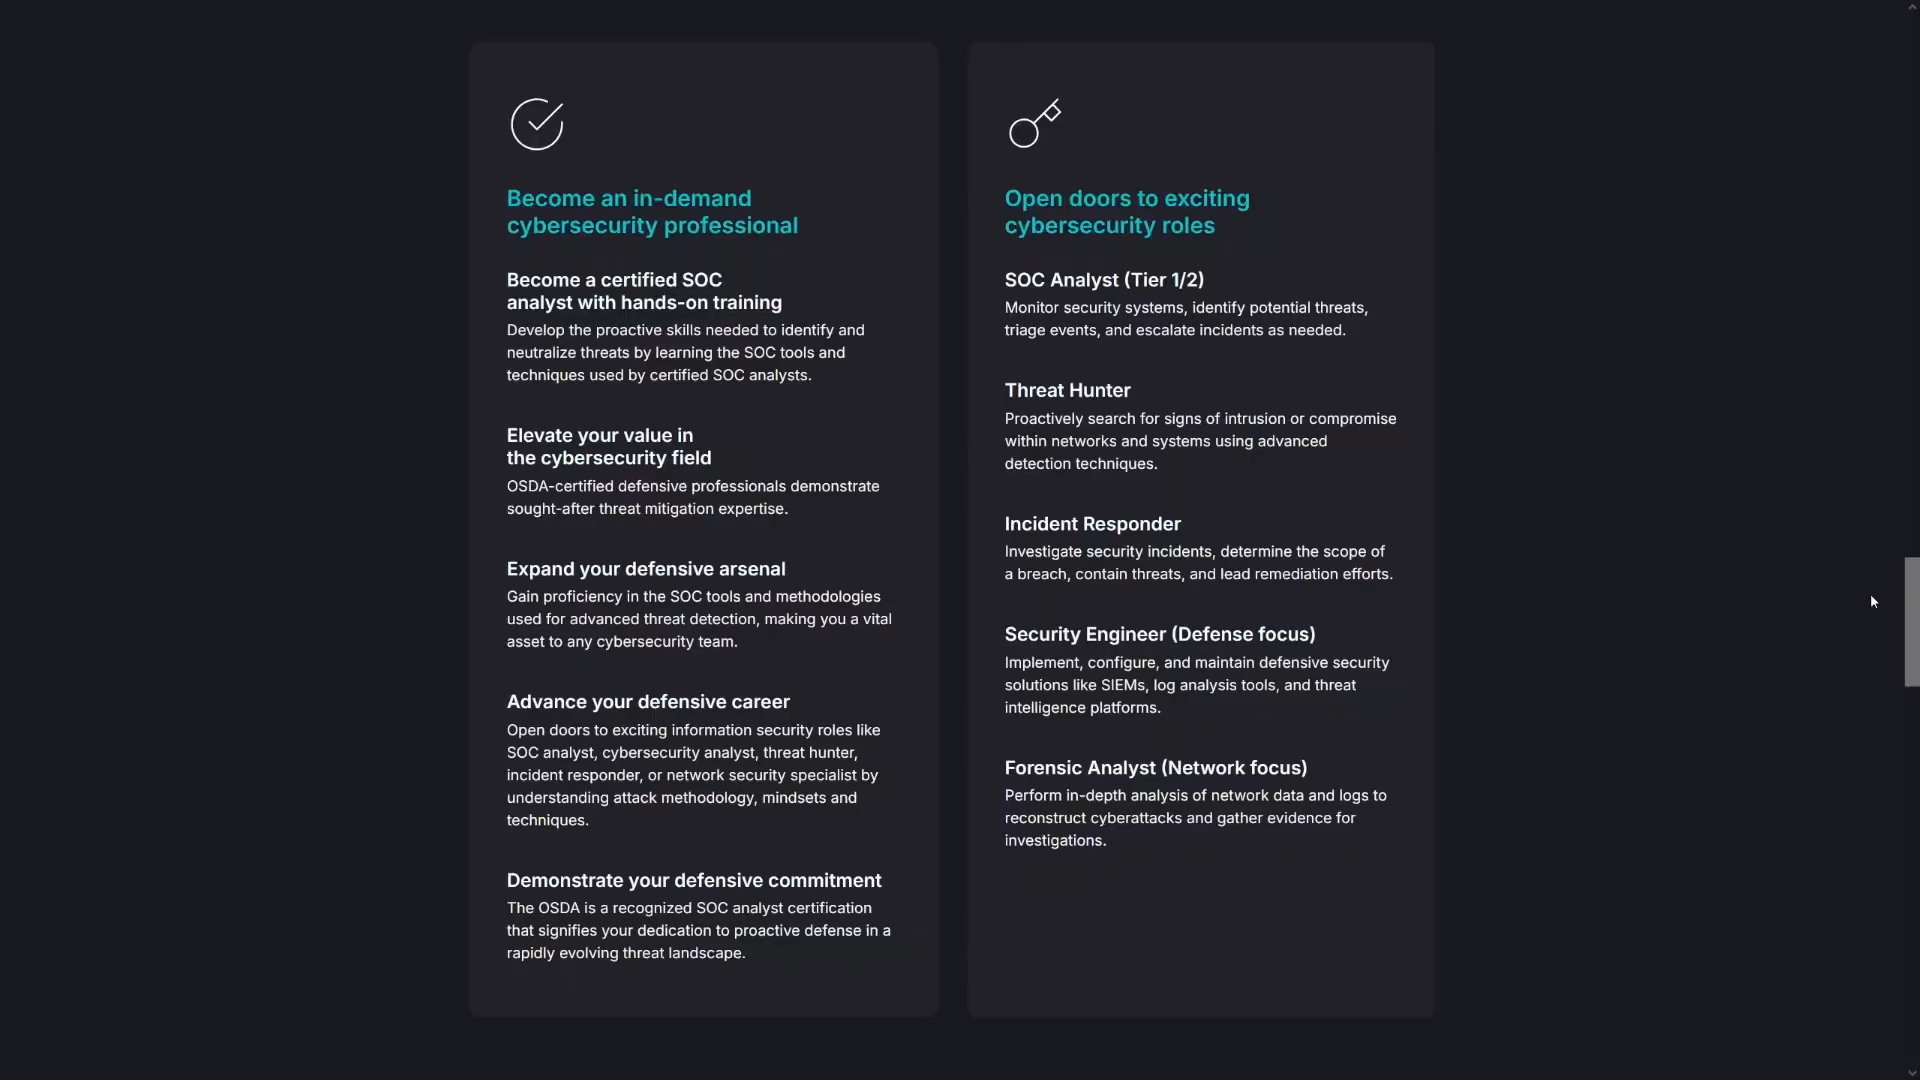 Become an in-demand
cybersecurity professional
Become a certified SOC
analyst with hands-on training
Develop the proactive skills needed to identify and
neutralize threats by learning the SOC tools and
techniques used by certified SOC analysts.
Elevate your value in
the cybersecurity field
OSDA-certified defensive professionals demonstrate
sought-after threat mitigation expertise.
Expand your defensive arsenal
Gain proficiency in the SOC tools and methodologies
used for advanced threat detection, making you a vital
asset to any cybersecurity team.
Advance your defensive career
Open doors to exciting information security roles like
SOC analyst, cybersecurity analyst, threat hunter,
incident responder, or network security specialist by
understanding attack methodology, mindsets and
techniques.
Demonstrate your defensive commitment
The OSDA is a recognized SOC analyst certification
that signifies your dedication to proactive defense in a
rapidly evolving threat landscape.
Open doors to exciting
cybersecurity roles
SOC Analyst (Tier 1/2)
Monitor security systems, identify potential threats,
triage events, and escalate incidents as needed.
Threat Hunter
Proactively search for signs of intrusion or compromise
within networks and systems using advanced
detection techniques.
Incident Responder
Investigate security incidents, determine the scope of
a breach, contain threats, and lead remediation efforts.
Security Engineer (Defense focus)
Implement, configure, and maintain defensive security
solutions like SIEMs, log analysis tools, and threat
intelligence platforms.
Forensic Analyst (Network focus)
Perform in-depth analysis of network data and logs to
reconstruct cyberattacks and gather evidence for
investigations.